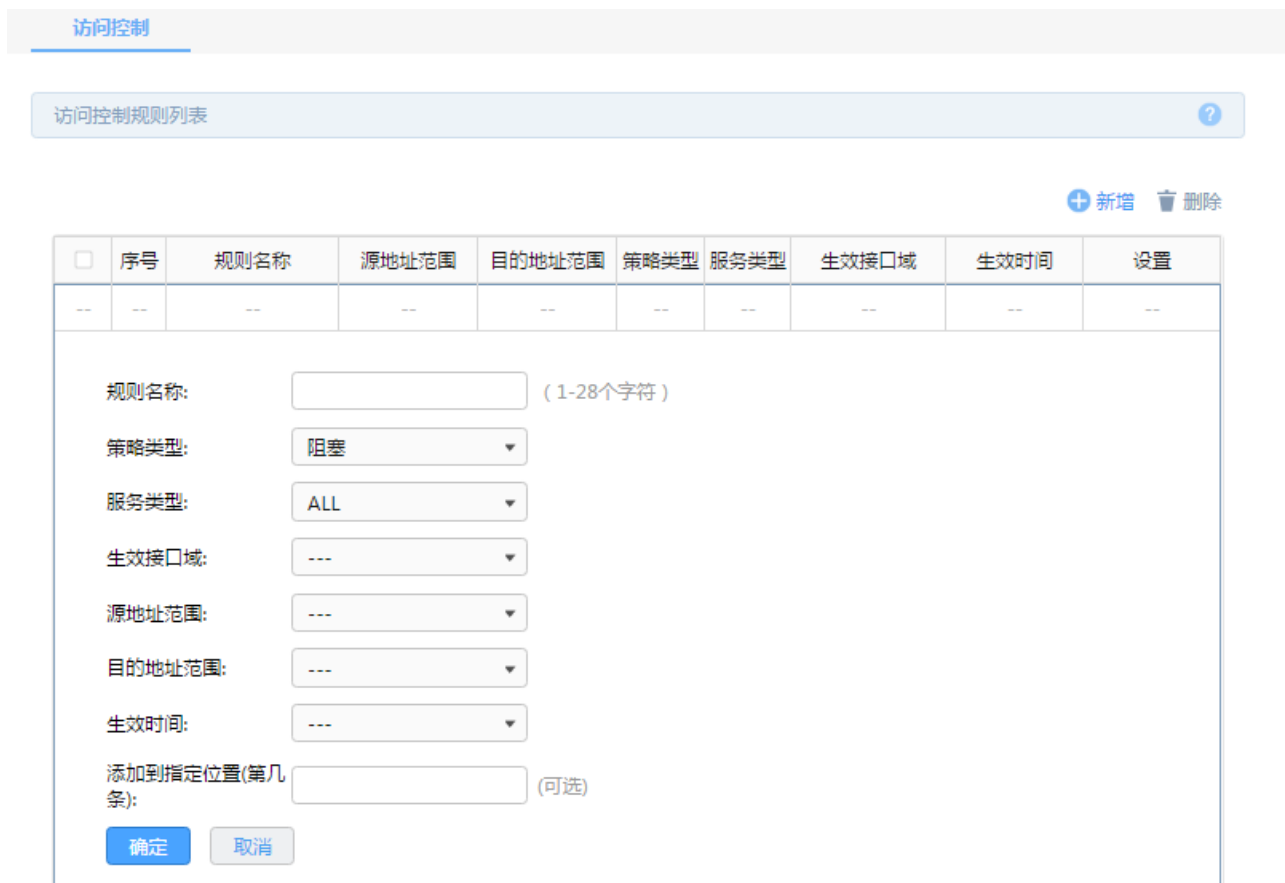 访问控制
访问控制规则列表 ?
新增 删除
序号 规则名称 源地址范围 目的地址范围 策略类型 服务类型 生效接口域 生效时间 设置
-- -- -- -- -- -- -- -- -- --
规则名称: (1-28个字符)
策略类型: 阻塞
服务类型: ALL
生效接口域: ---
源地址范围: ---
目的地址范围: ---
生效时间: ---
添加到指定位置(第几
条): (可选)
确定 取消